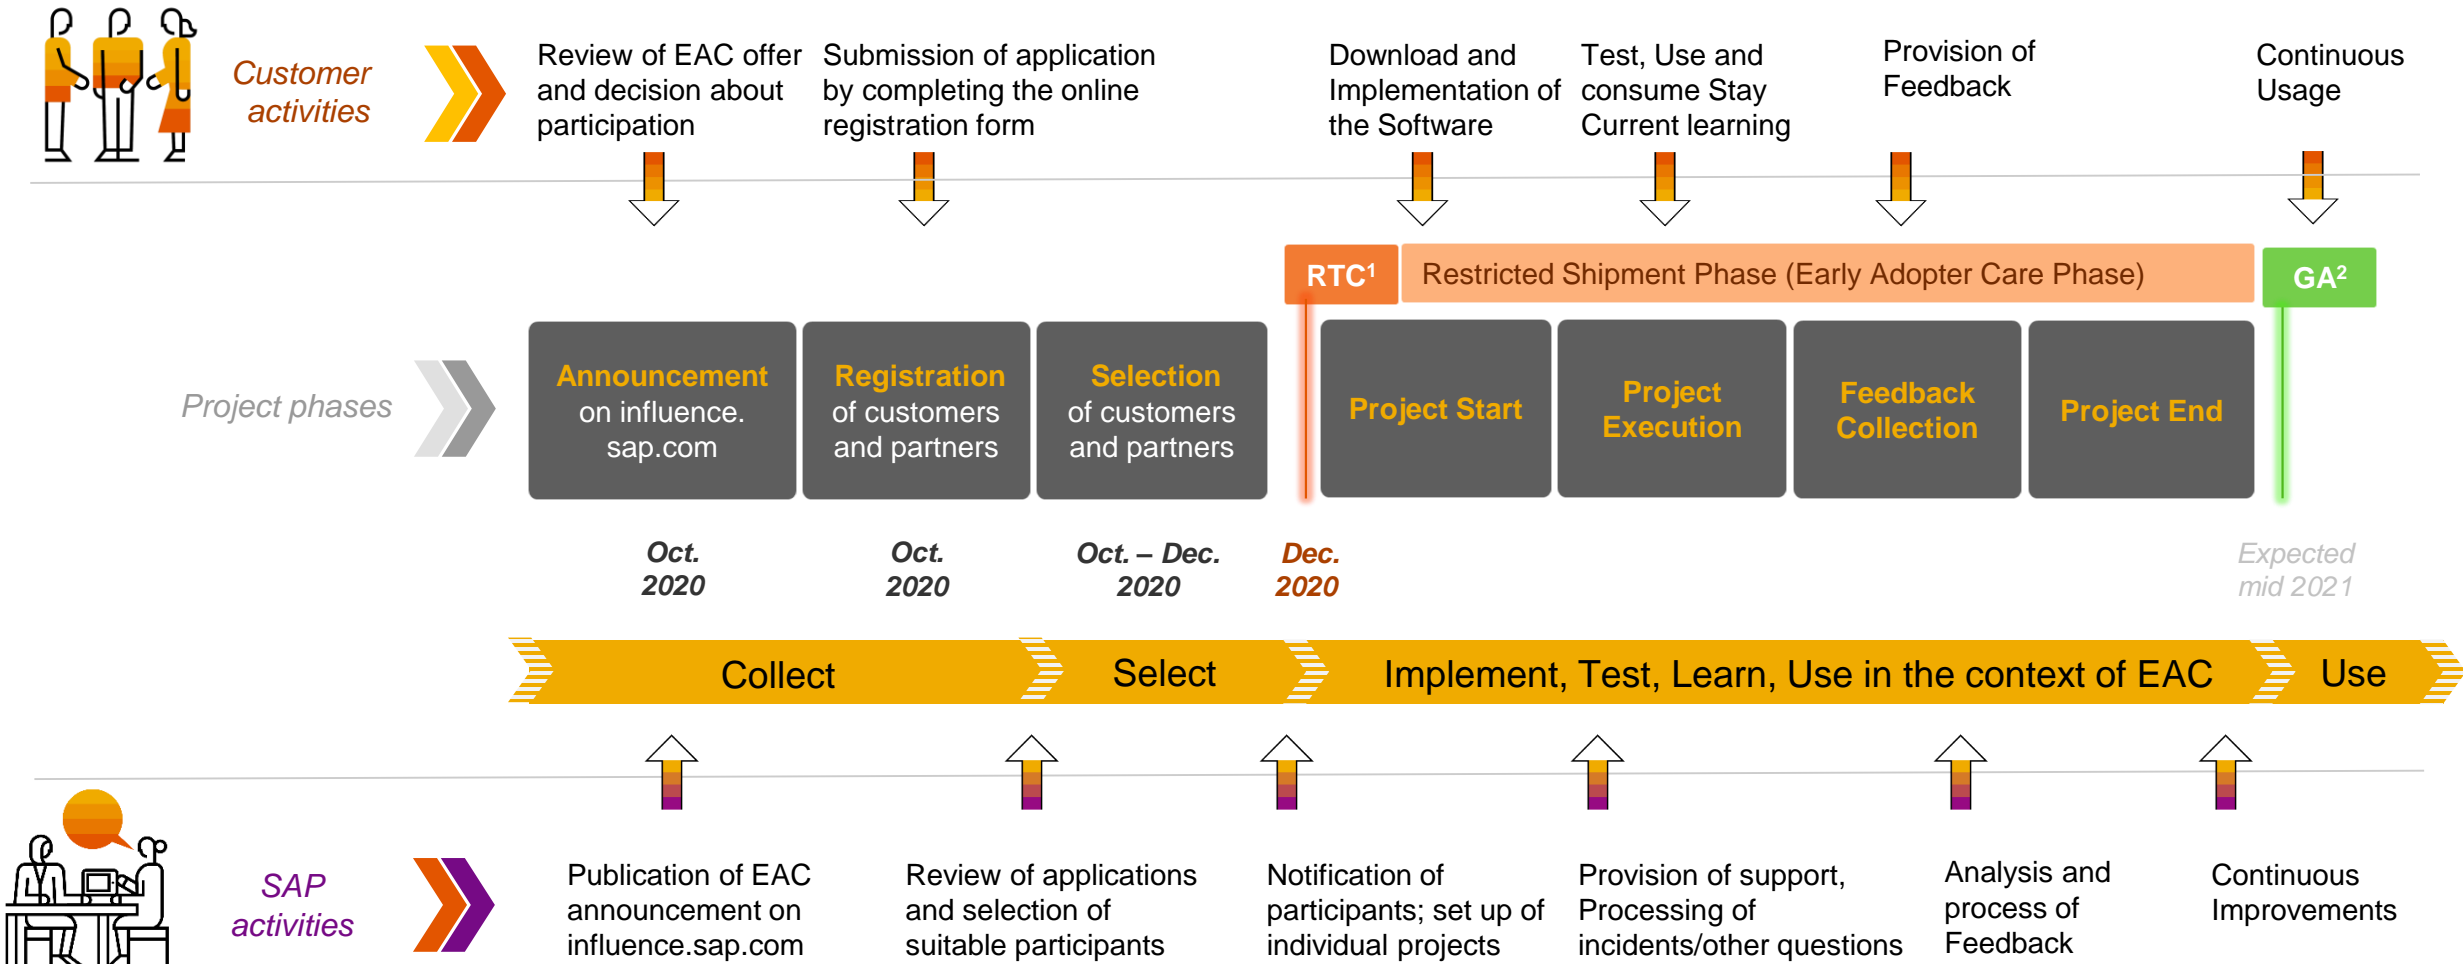 Customer
activities
Review of EAC offer
and decision about
participation
Submission of application
by completing the online
registration form
Download and
Implementation of
the Software
Test, Use and
consume Stay
Current learning
Provision of
Feedback
Continuous
Usage
RTC¹
Restricted Shipment Phase (Early Adopter Care Phase)
GA²
Project phases
Announcement
on influence.
sap.com
Registration
of customers
and partners
Selection
of customers
and partners
Project Start
Project
Execution
Feedback
Collection
Project End
Oct.
2020
Oct.
2020
Oct. – Dec.
2020
Dec.
2020
Expected
mid 2021
Collect
Select
Implement, Test, Learn, Use in the context of EAC
Use
SAP
activities
Publication of EAC
announcement on
influence.sap.com
Review of applications
and selection of
suitable participants
Notification of
participants; set up of
individual projects
Provision of support,
Processing of
incidents/other questions
Analysis and
process of
Feedback
Continuous
Improvements